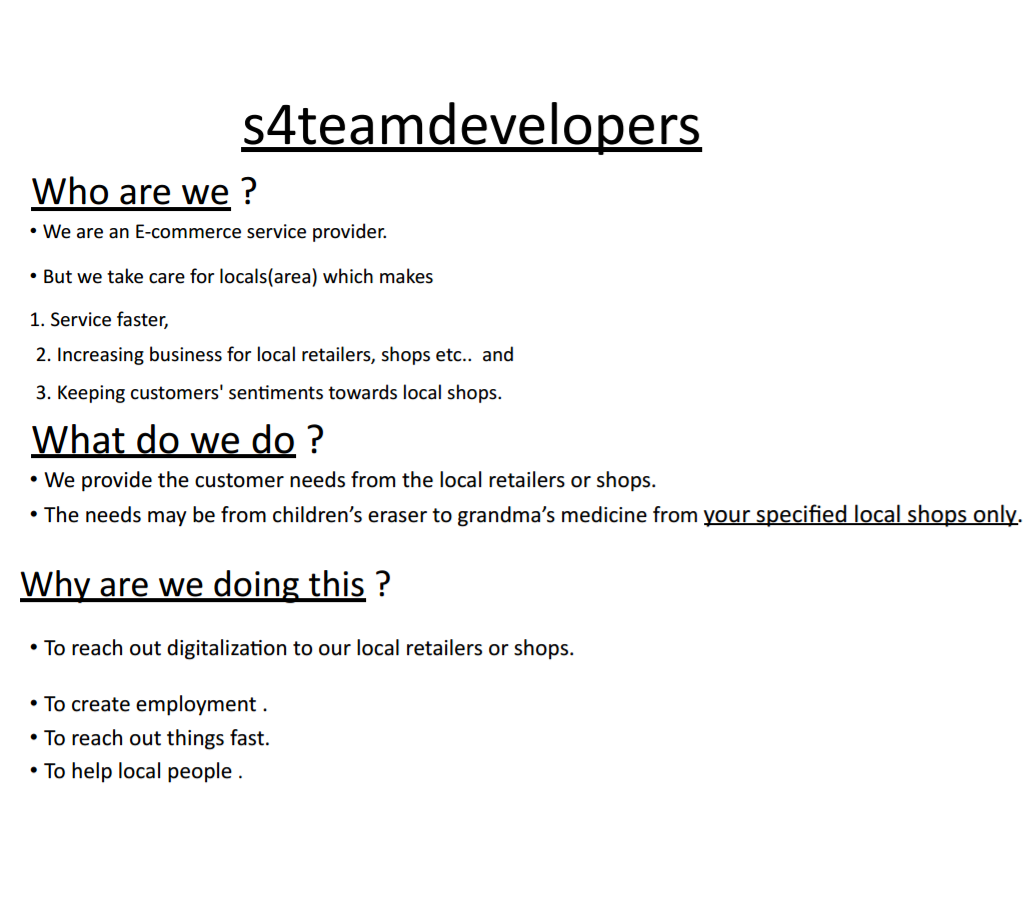 s4teamdevelopers
Who are we ?
• We are an E-commerce service provider.
• But we take care for locals(area) which makes
1. Service faster,
2. Increasing business for local retailers, shops etc.. and
3. Keeping customers' sentiments towards local shops.
What do we do ?
• We provide the customer needs from the local retailers or shops.
• The needs may be from children’s eraser to grandma’s medicine from your specified local shops only.
Why are we doing this ?
• To reach out digitalization to our local retailers or shops.
• To create employment .
• To reach out things fast.
• To help local people .